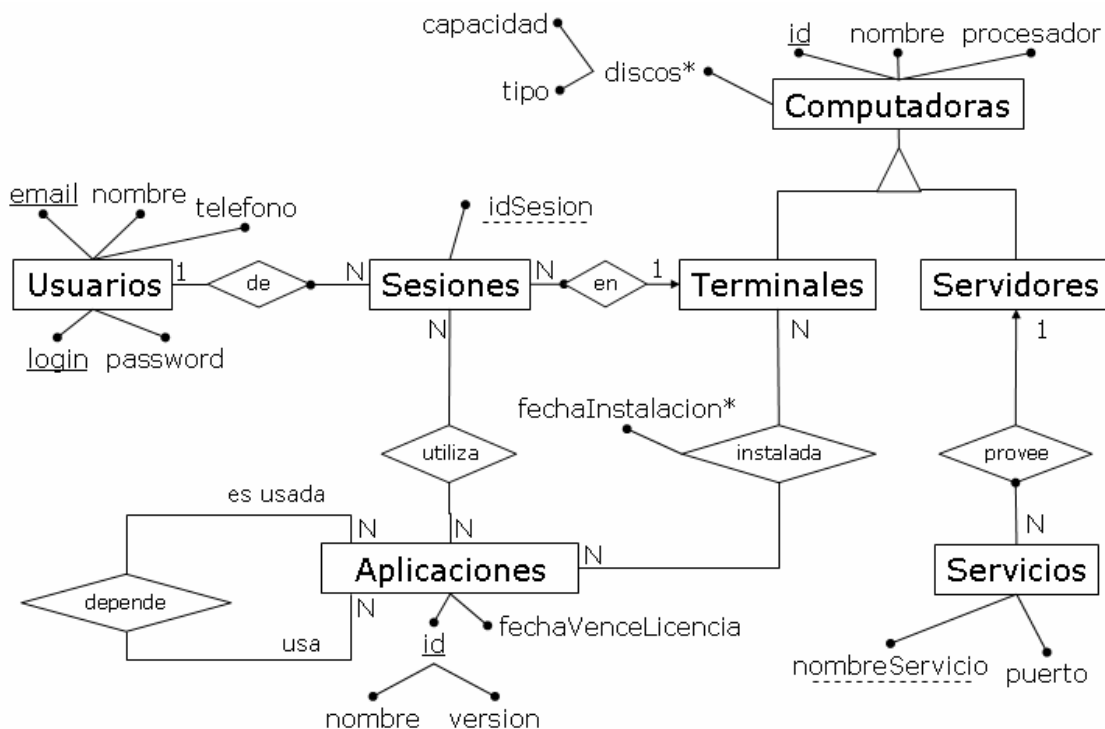 capacidad
tipo
discos*
id nombre procesador
Computadoras
email nombre
telefono
idSesion
Usuarios 1 de N Sesiones N en 1 Terminales Servidores
login password
N N 1
fechaInstalacion*
utiliza instalada provee
es usada
N N N N
Aplicaciones Servicios
depende
N
usa
id fechaVenceLicencia
nombreServicio puerto
nombre version